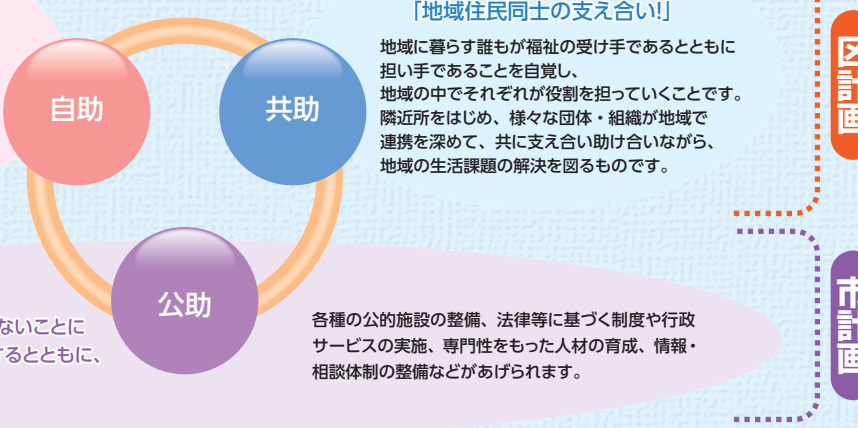 「地域住民同士の支え合い!」
地域に暮らす誰もが福祉の受け手であるとともに
担い手であることを自覚し、
地域の中でそれぞれが役割を担っていくことです。
隣近所をはじめ、様々な団体・組織が地域で
連携を深めて、共に支え合い助け合いながら、
地域の生活課題の解決を図るものです。
自助
共助
区計画
公助
ないことに
するとともに、
各種の公的施設の整備、法律等に基づく制度や行政
サービスの実施、専門性をもった人材の育成、情報・
相談体制の整備などがあげられます。
市計画